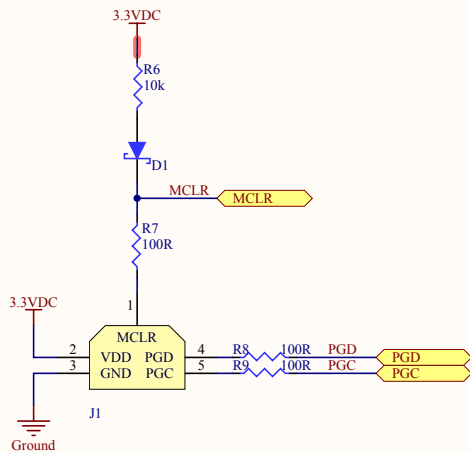 3.3VDC
R6
10k
D1
MCLR
MCLR
R7
100R
1
3.3VDC
MCLR
2 VDD PGD 4 R8 100R PGD PGD
3 GND PGC 5 R9 100R PGC PGC
J1
Ground